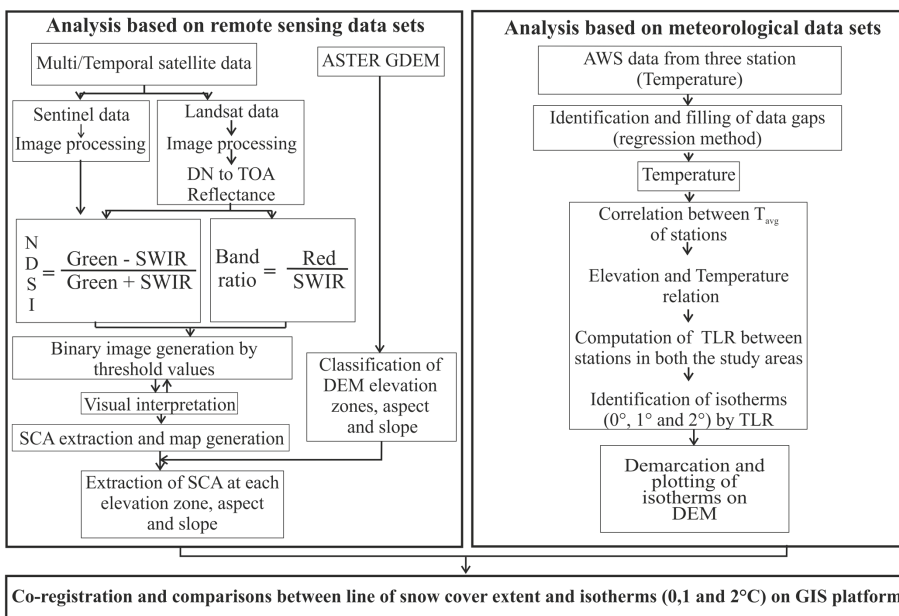 Analysis based on remote sensing data sets
Multi/Temporal satellite data
ASTER GDEM
Sentinel data
Image processing
Landsat data
Image processing
DN to TOA
Reflectance
N
D
S
I
=
Green - SWIR
Green + SWIR
Band
ratio =
Red
SWIR
Binary image generation by
threshold values
Visual interpretation
SCA extraction and map generation
Classification of
DEM elevation
zones, aspect
and slope
Extraction of SCA at each
elevation zone, aspect
and slope
Analysis based on meteorological data sets
AWS data from three station
(Temperature)
Identification and filling of data gaps
(regression method)
Temperature
Correlation between Tavg
of stations
Elevation and Temperature
relation
Computation of TLR between
stations in both the study areas
Identification of isotherms
(0°, 1° and 2°) by TLR
Demarcation and
plotting of
isotherms on
DEM
Co-registration and comparisons between line of snow cover extent and isotherms (0,1 and 2°C) on GIS platform